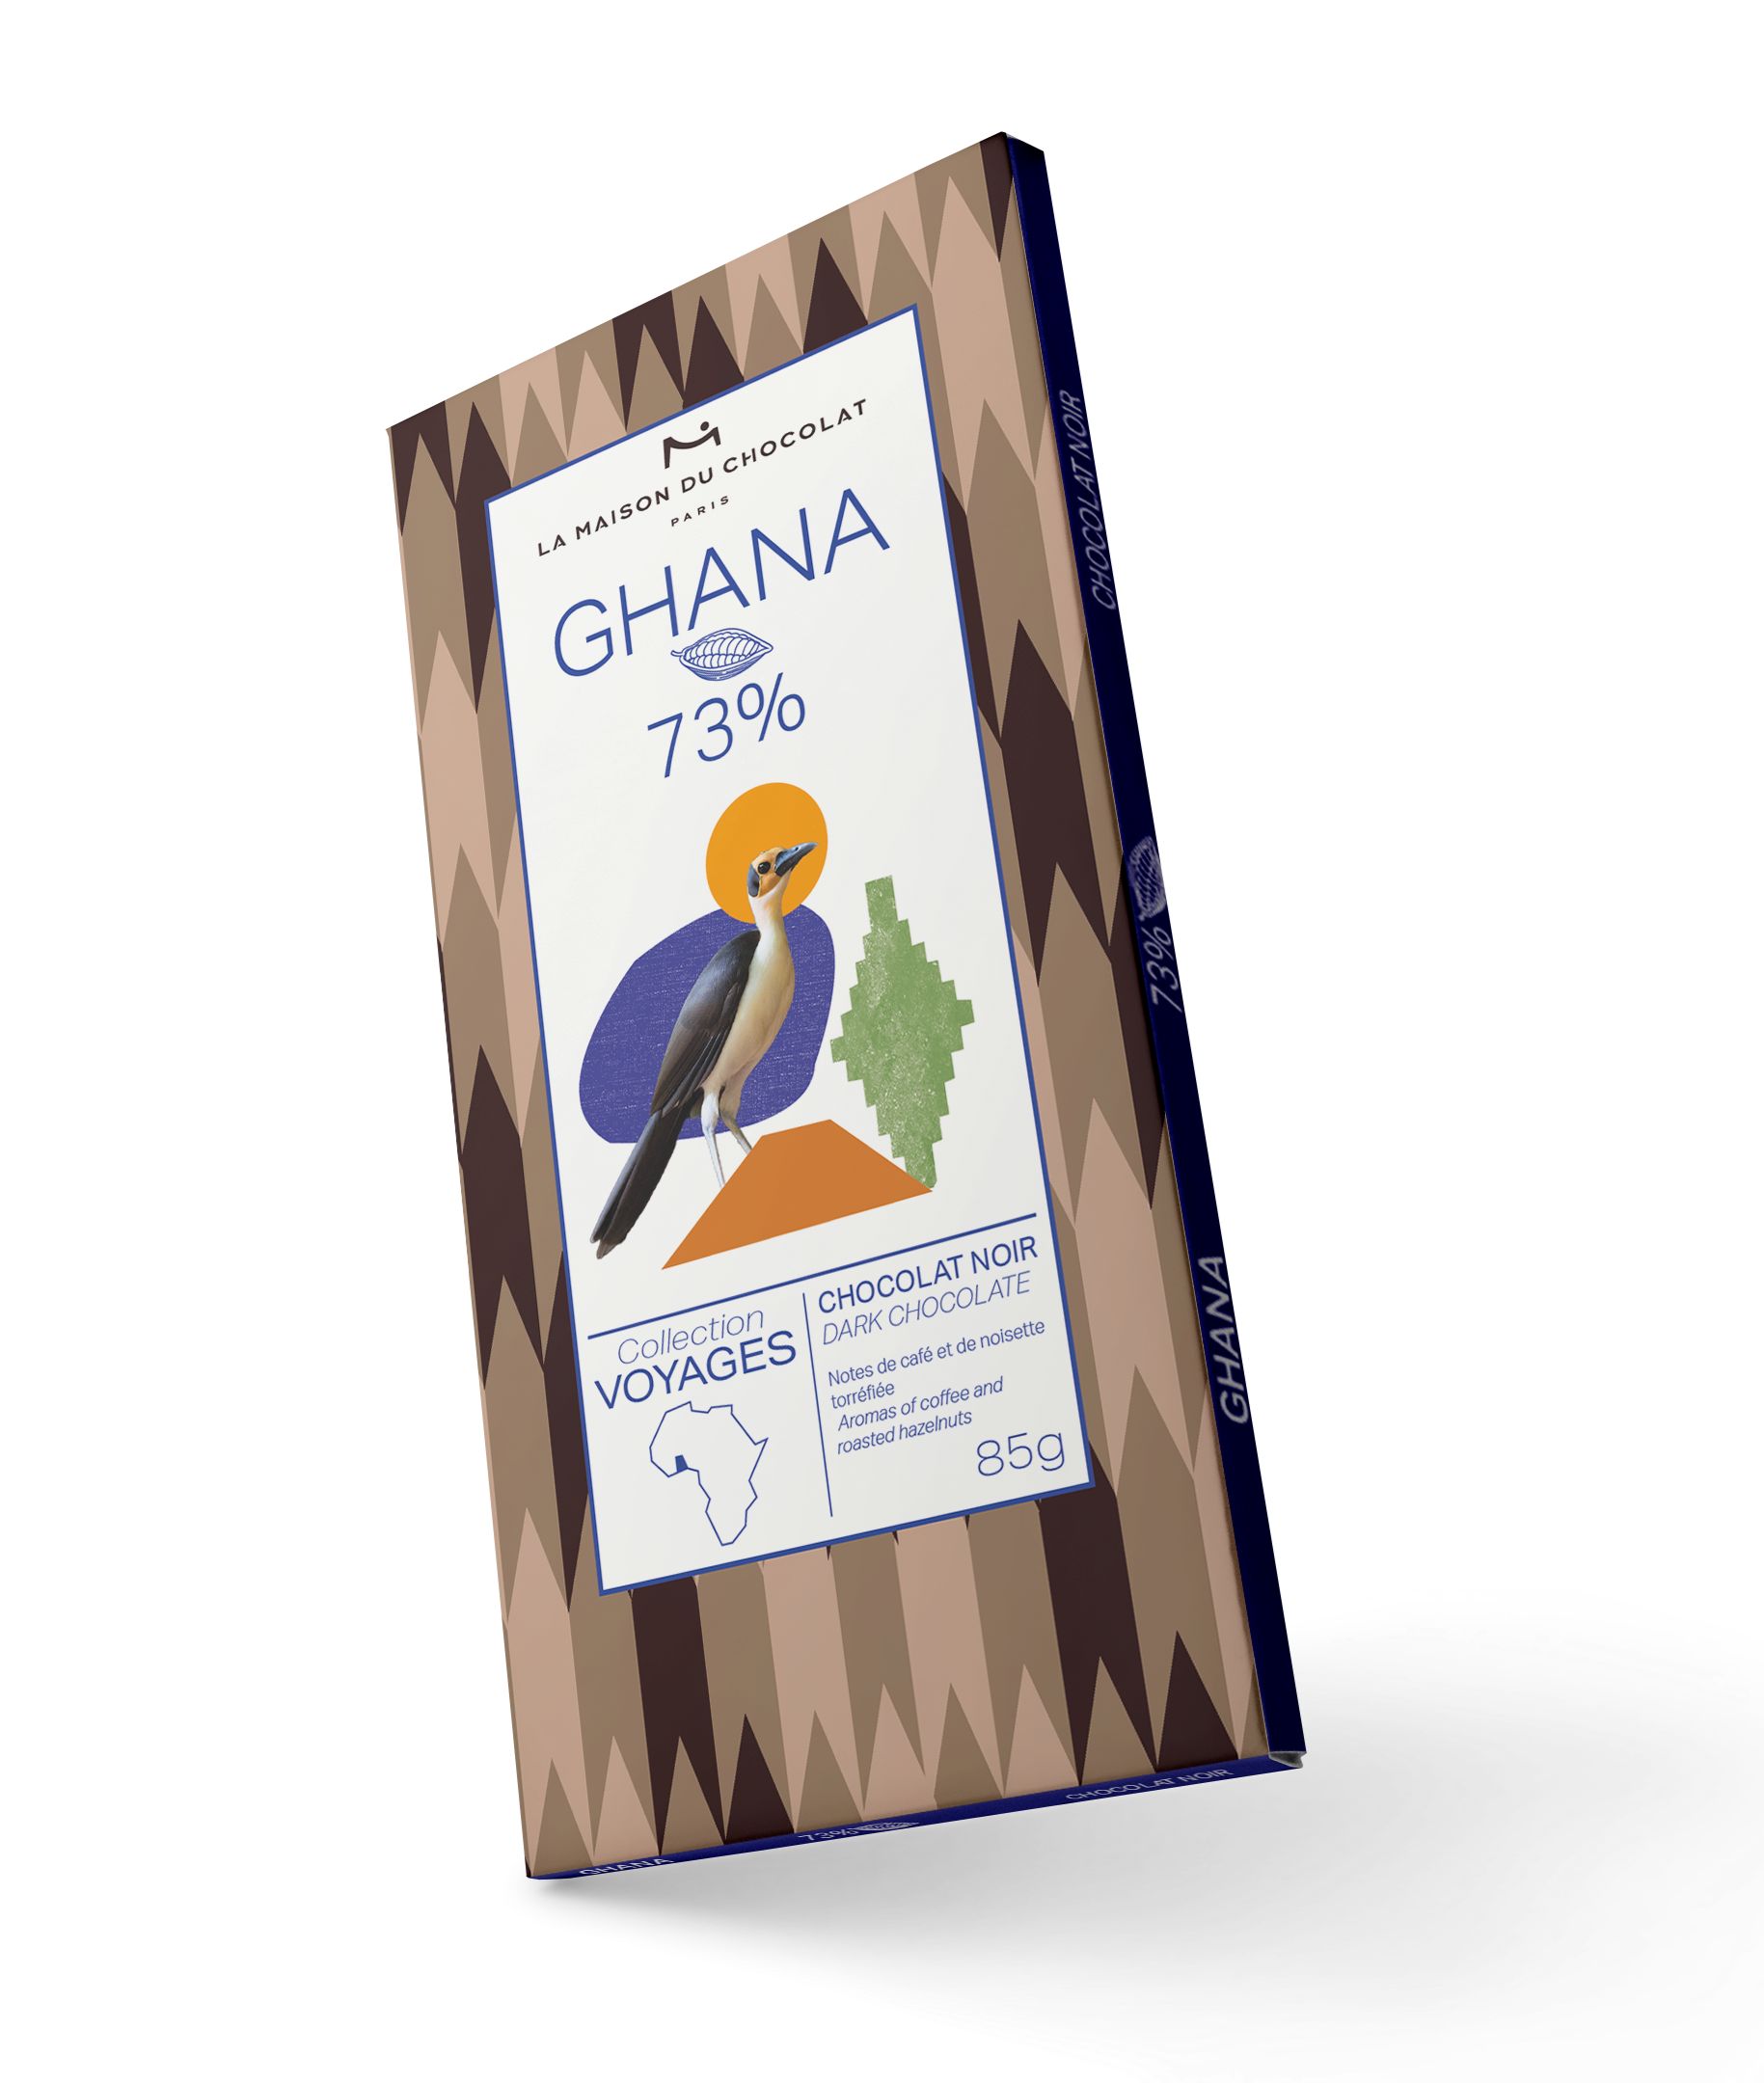 LA MAISON DU CHOCOLAT
PARIS
GHANA
73%
Collection
VOYAGES
CHOCOLAT NOIR
DARK CHOCOLATE
Notes de café et de noisette
torréfiée
Aromas of coffee and
roasted hazelnuts
85g
GHANA
73%
CHOCOLAT NOIR
GHANA
73%
CHOCOLAT NOIR